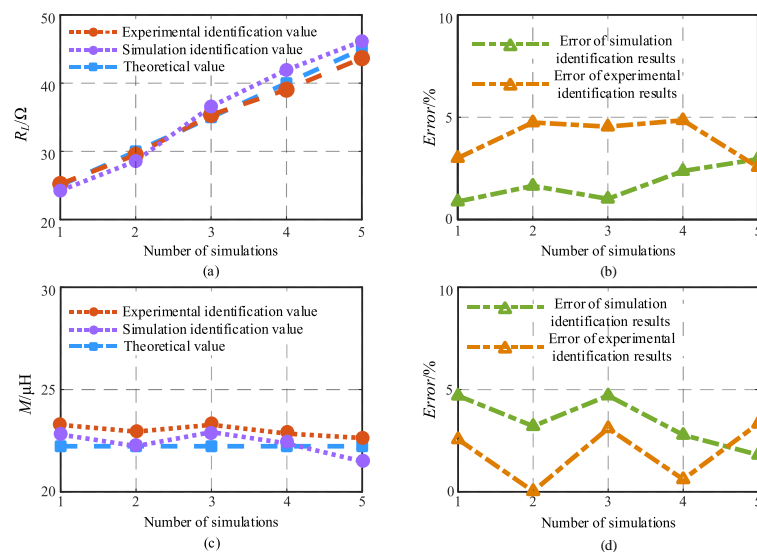 50
40
30
20
R_L/Ω
Experimental identification value
Simulation identification value
Theoretical value
1 2 3 4 5
Number of simulations
(a)
10
5
0
Error/%
Error of simulation
identification results
Error of experimental
identification results
1 2 3 4 5
Number of simulations
(b)
30
25
20
M/μH
Experimental identification value
Simulation identification value
Theoretical value
1 2 3 4 5
Number of simulations
(c)
10
5
0
Error/%
Error of simulation
identification results
Error of experimental
identification results
1 2 3 4 5
Number of simulations
(d)